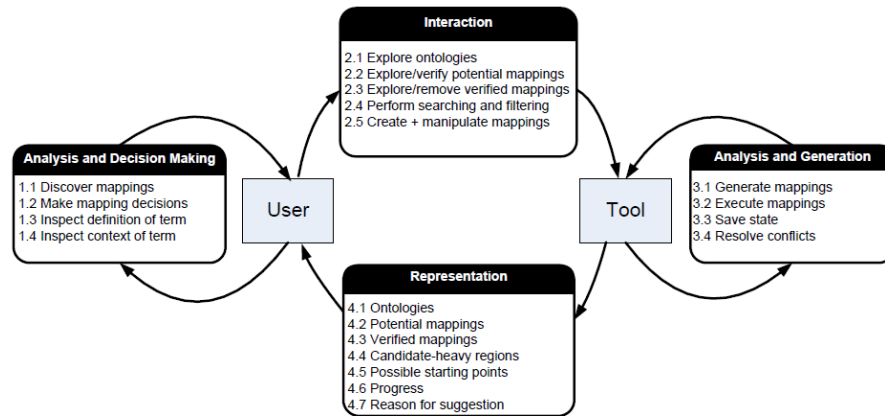 Interaction
2.1 Explore ontologies
2.2 Explore/verify potential mappings
2.3 Explore/remove verified mappings
2.4 Perform searching and filtering
2.5 Create + manipulate mappings
Analysis and Decision Making
1.1 Discover mappings
1.2 Make mapping decisions
1.3 Inspect definition of term
1.4 Inspect context of term
User
Tool
Analysis and Generation
3.1 Generate mappings
3.2 Execute mappings
3.3 Save state
3.4 Resolve conflicts
Representation
4.1 Ontologies
4.2 Potential mappings
4.3 Verified mappings
4.4 Candidate-heavy regions
4.5 Possible starting points
4.6 Progress
4.7 Reason for suggestion